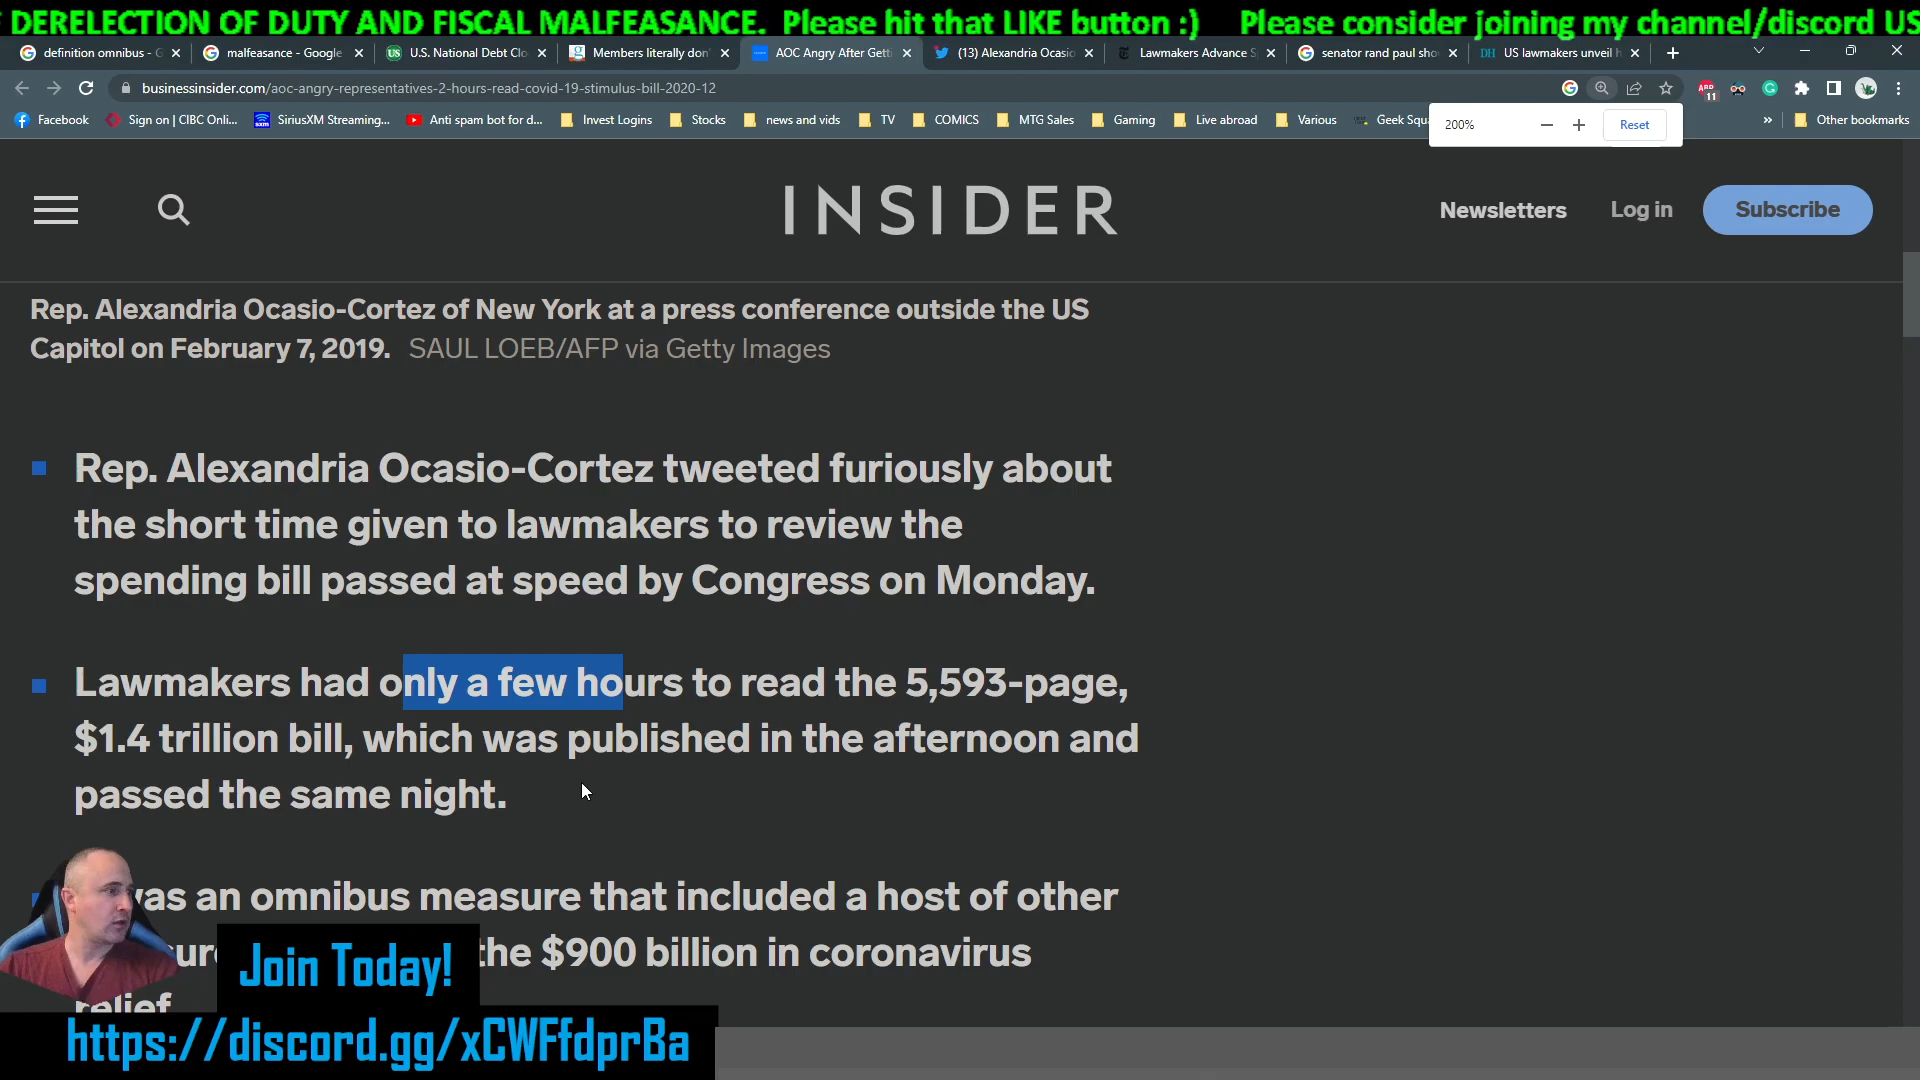 DERELECTION OF DUTY AND FISCAL MALFEASANCE. Please hit that LIKE button :) Please consider joining my channel/discord US
definition omnibus - G
malfeasance - Google
U.S. National Debt Clo
Members literally don'
AOC Angry After Getti
(13) Alexandria Ocasio
Lawmakers Advance S
senator rand paul sho
US lawmakers unveil h
businessinsider.com/aoc-angry-representatives-2-hours-read-covid-19-stimulus-bill-2020-12
Facebook
Sign on | CIBC Onli...
SiriusXM Streaming...
Anti spam bot for d...
Invest Logins
Stocks
news and vids
TV
COMICS
MTG Sales
Gaming
Live abroad
Various
Geek Squ
»
Other bookmarks
200%
Reset
INSIDER
Newsletters
Log in
Subscribe
Rep. Alexandria Ocasio-Cortez of New York at a press conference outside the US
Capitol on February 7, 2019. SAUL LOEB/AFP via Getty Images
Rep. Alexandria Ocasio-Cortez tweeted furiously about
the short time given to lawmakers to review the
spending bill passed at speed by Congress on Monday.
Lawmakers had only a few hours to read the 5,593-page,
$1.4 trillion bill, which was published in the afternoon and
passed the same night.
was an omnibus measure that included a host of other
the $900 billion in coronavirus
relief
Join Today!
https://discord.gg/xCWFfdprBa